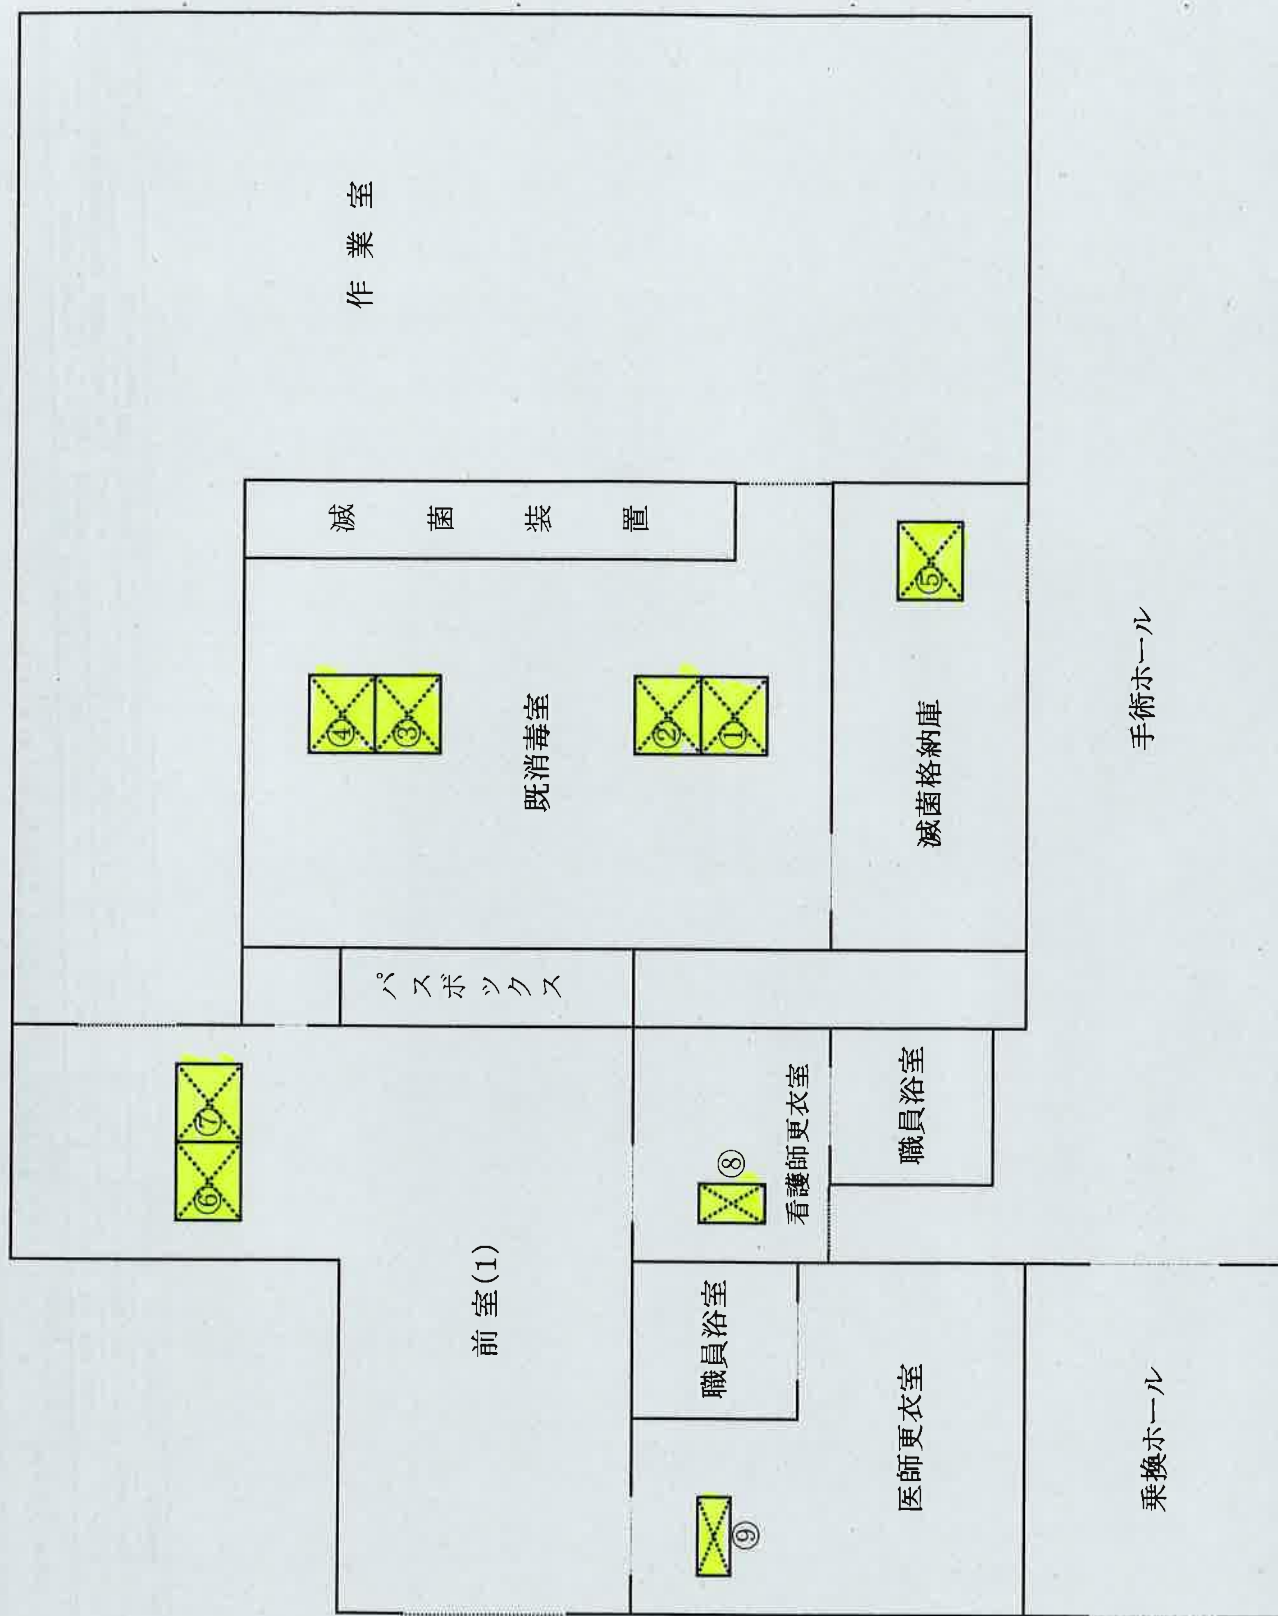 ⑥
⑦
作業室
④
③
滅菌装置
パスボックス
前室(1)
既消毒室
②
①
職員浴室
⑧
⑨
看護師更衣室
医師更衣室
職員浴室
滅菌格納庫
⑤
乗換ホール
手術ホール